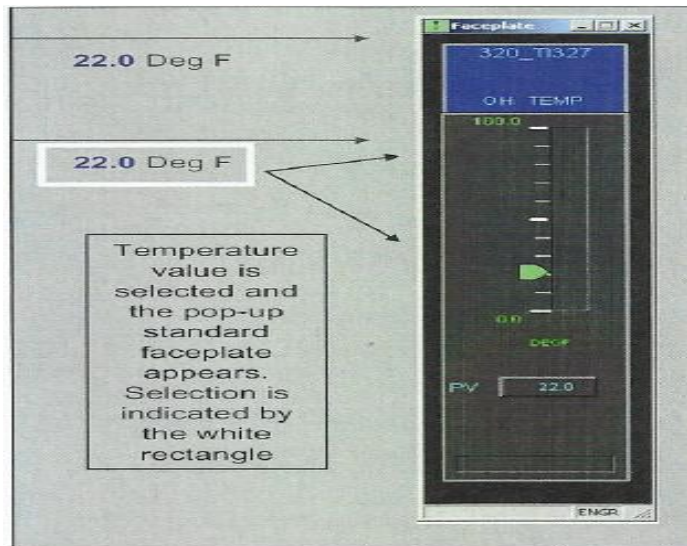 22.0 Deg F
22.0 Deg F
Temperature
value is
selected and
the pop-up
standard
faceplate
appears.
Selection is
indicated by
the white
rectangle
Faceplate
320_TI327
OH TEMP
100.0
0.0
DEGF
PV 22.0
ENGR